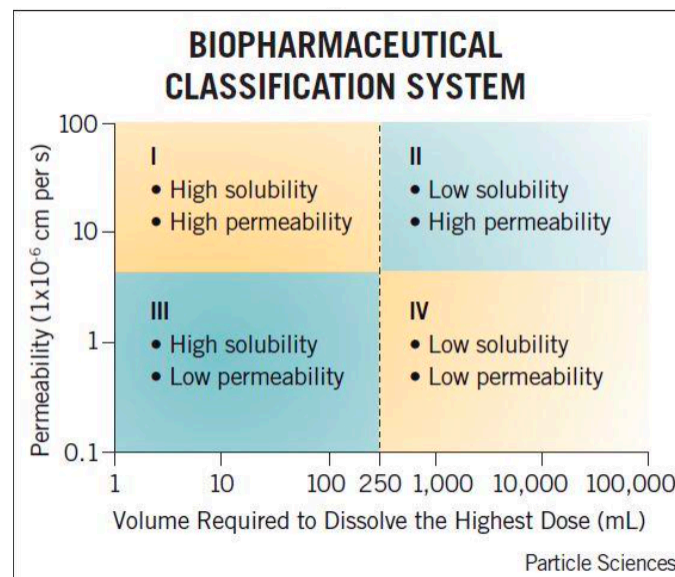 BIOPHARMACEUTICAL
CLASSIFICATION SYSTEM
Permeability (1x10⁻⁶ cm per s)
100
10
1
0.1
I
• High solubility
• High permeability
II
• Low solubility
• High permeability
III
• High solubility
• Low permeability
IV
• Low solubility
• Low permeability
1 10 100 250 1,000 10,000 100,000
Volume Required to Dissolve the Highest Dose (mL)
Particle Sciences